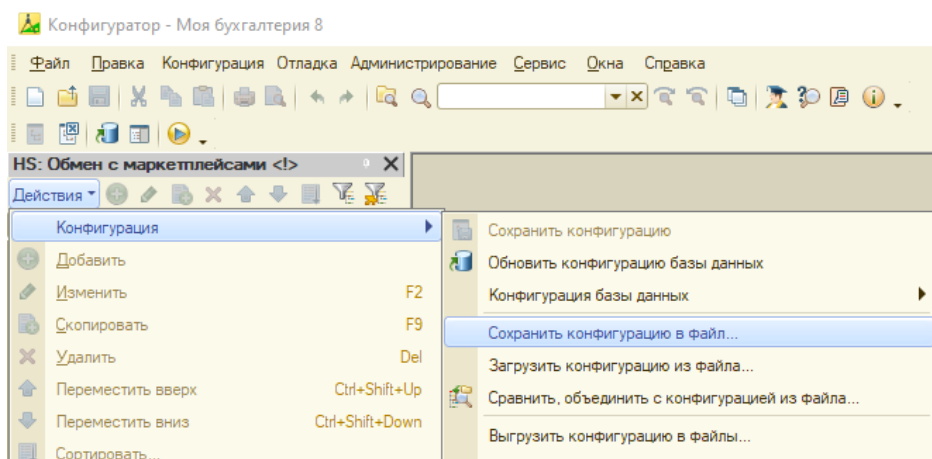 Конфигуратор - Моя бухгалтерия 8
Файл Правка Конфигурация Отладка Администрирование Сервис Окна Справка
HS: Обмен с маркетплейсами <!>
Действия
Конфигурация
Добавить
Изменить F2
Скопировать F9
Удалить Del
Переместить вверх Ctrl+Shift+Up
Переместить вниз Ctrl+Shift+Down
Сортировать...
Сохранить конфигурацию
Обновить конфигурацию базы данных
Конфигурация базы данных
Сохранить конфигурацию в файл...
Загрузить конфигурацию из файла...
Сравнить, объединить с конфигурацией из файла...
Выгрузить конфигурацию в файлы...